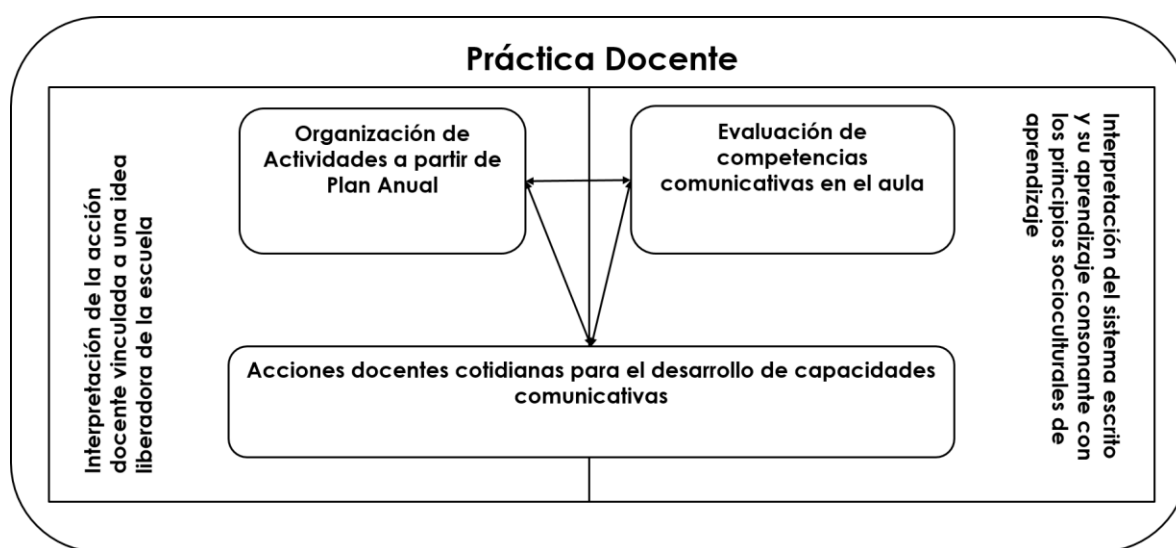 Práctica Docente
Interpretación de la acción
docente vinculada a una idea
liberadora de la escuela
Organización de
Actividades a partir de
Plan Anual
Evaluación de
competencias
comunicativas en el aula
Acciones docentes cotidianas para el desarrollo de capacidades
comunicativas
Interpretación del sistema escrito
y su aprendizaje consonante con
los principios socioculturales de
aprendizaje